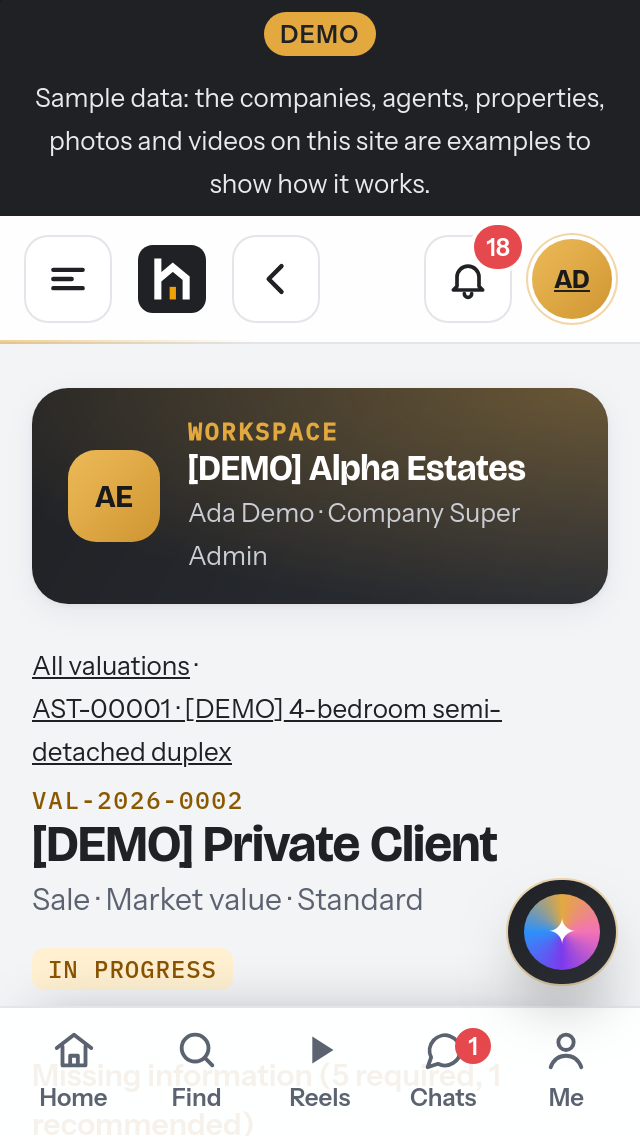 DEMO
Sample data: the companies, agents, properties,
photos and videos on this site are examples to
show how it works.
18
AD
WORKSPACE
AE
[DEMO] Alpha Estates
Ada Demo · Company Super
Admin
All valuations ·
AST-00001 · [DEMO] 4-bedroom semi-
detached duplex
VAL-2026-0002
[DEMO] Private Client
Sale · Market value · Standard
IN PROGRESS
Missing information (5 required, 1
recommended)
1
Home Find Reels Chats Me